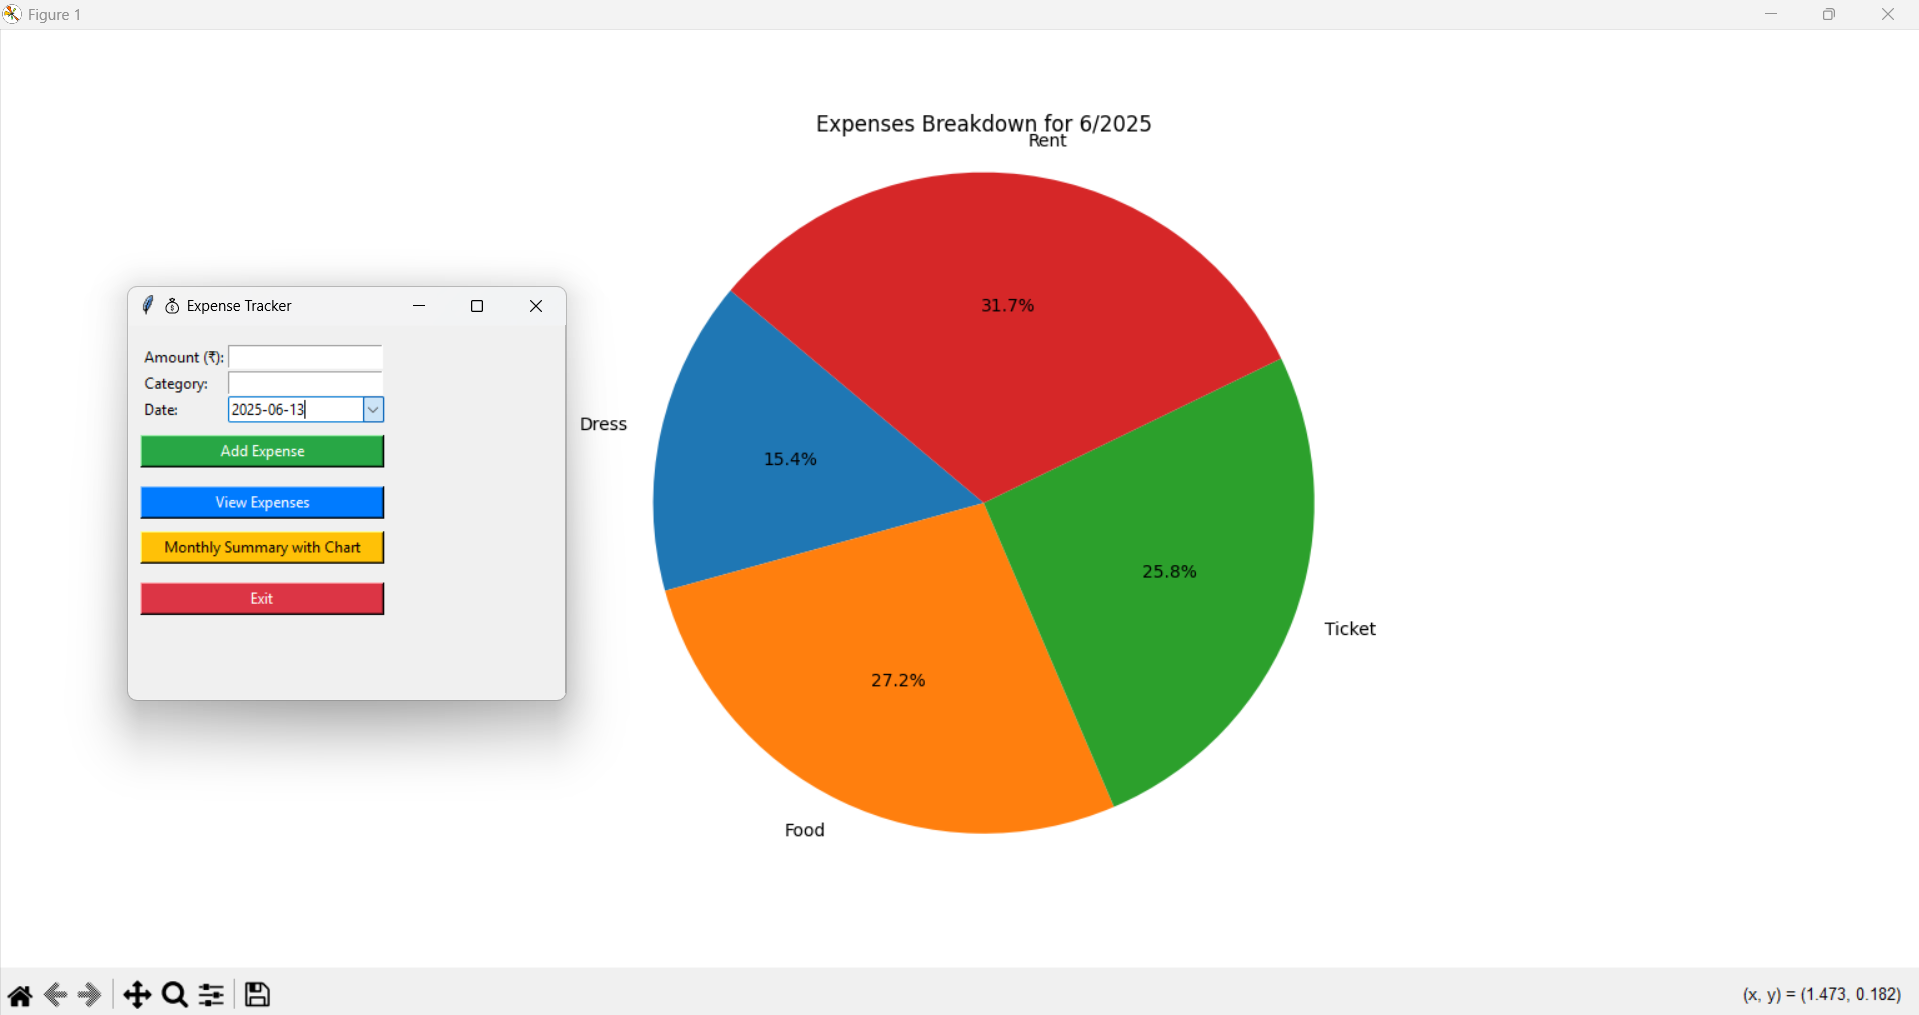 Figure 1
Expenses Breakdown for 6/2025
Rent
31.7%
Dress
15.4%
25.8%
Ticket
27.2%
Food
Expense Tracker
Amount (₹):
Category:
Date: 2025-06-13
Add Expense
View Expenses
Monthly Summary with Chart
Exit
(x, y) = (1.473, 0.182)